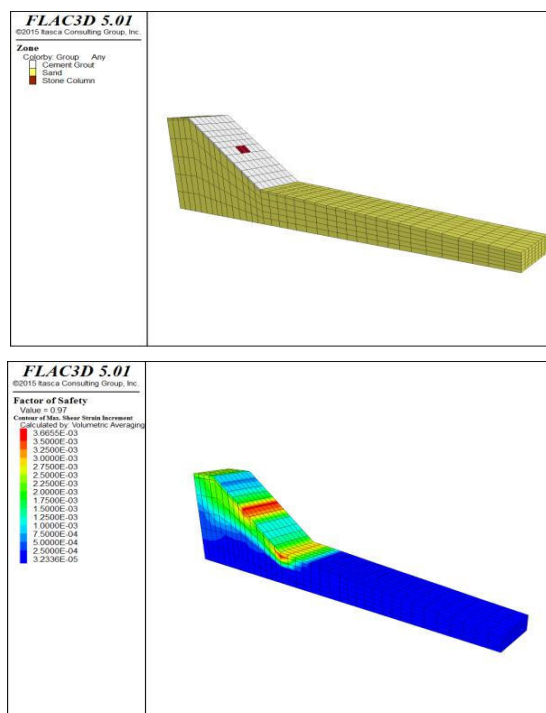 FLAC3D 5.01
©2015 Itasca Consulting Group, Inc.
Zone
Colorby: Group Any
Cement Grout
Sand
Stone Column
FLAC3D 5.01
©2015 Itasca Consulting Group, Inc.
Factor of Safety
Value = 0.97
Contour of Max. Shear Strain Increment
Calculated by: Volumetric Averaging
3.6655E-03
3.5000E-03
3.2500E-03
3.0000E-03
2.7500E-03
2.5000E-03
2.2500E-03
2.0000E-03
1.7500E-03
1.5000E-03
1.2500E-03
1.0000E-03
7.5000E-04
5.0000E-04
2.5000E-04
3.2336E-05